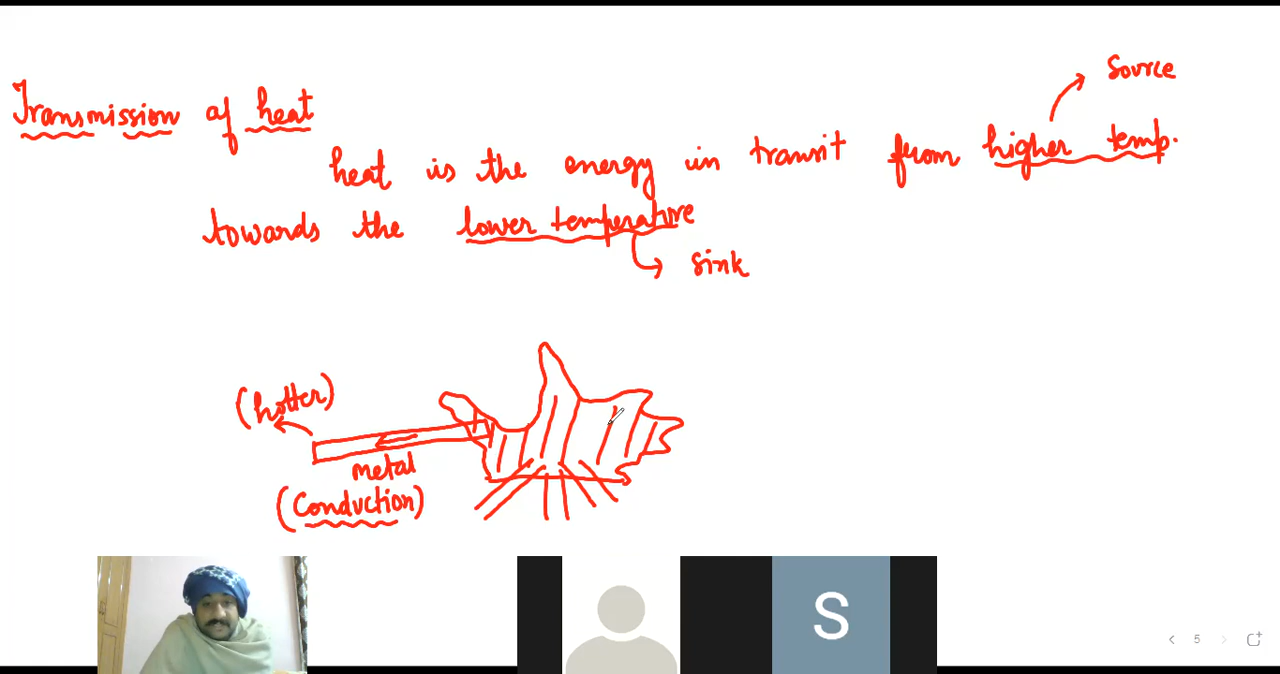 Source
Transmission of heat
heat is the energy in transit from higher temp.
towards the lower temperature
sink
(hotter)
metal
(Conduction)
S
5